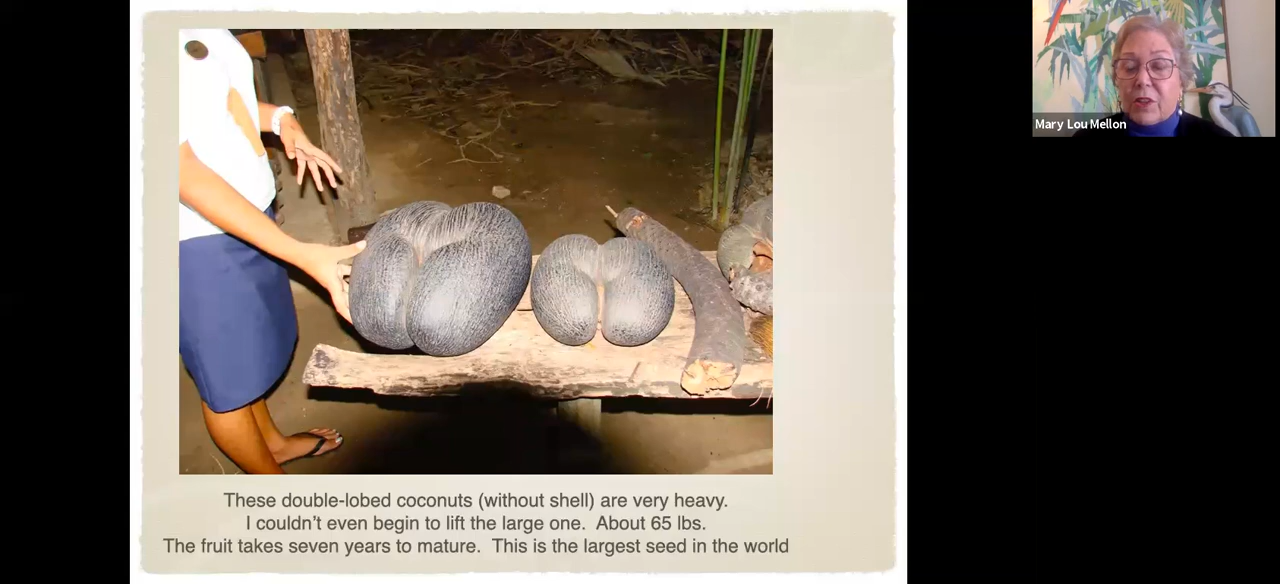 Mary Lou Mellon
These double-lobed coconuts (without shell) are very heavy.
I couldn't even begin to lift the large one.  About 65 lbs.
The fruit takes seven years to mature.  This is the largest seed in the world